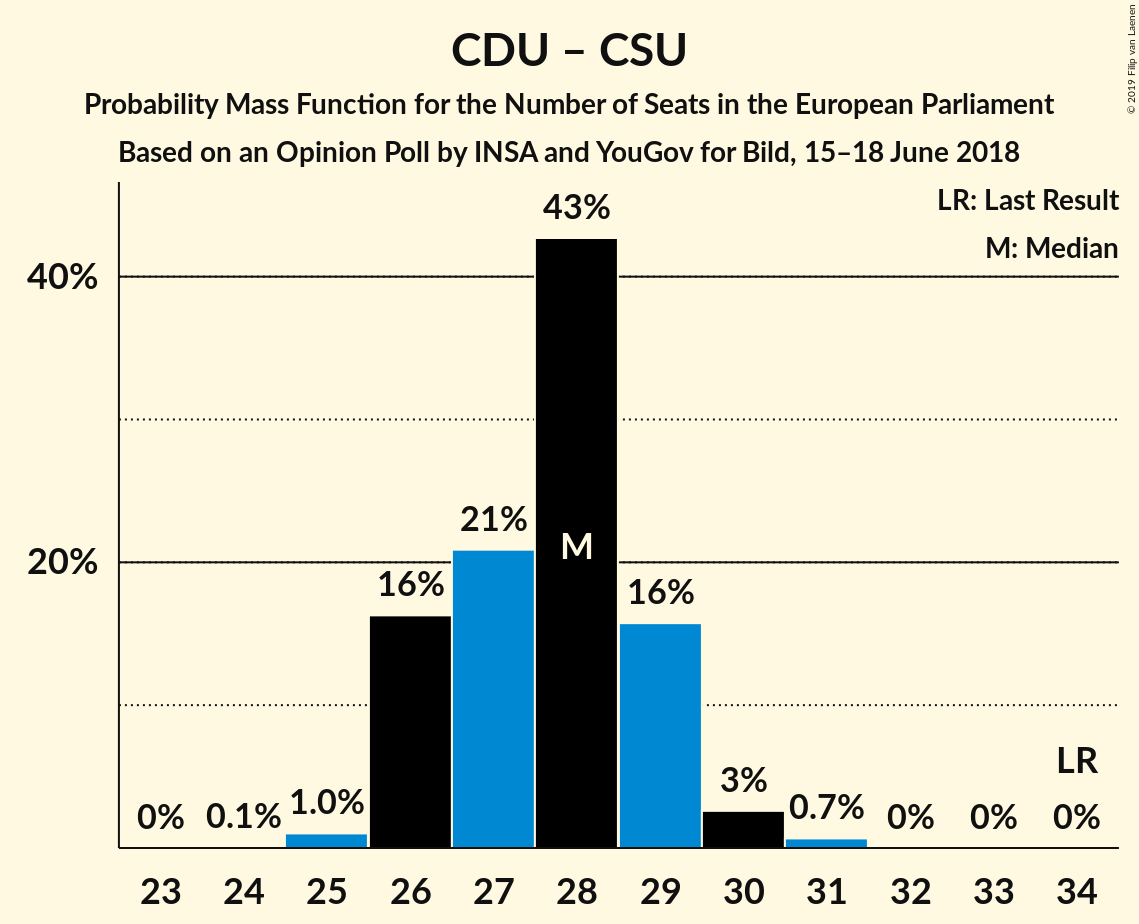 CDU – CSU
Probability Mass Function for the Number of Seats in the European Parliament
Based on an Opinion Poll by INSA and YouGov for Bild, 15–18 June 2018
© 2019 Filip van Laenen
LR: Last Result
M: Median
40%
20%
0%
0.1%
1.0%
16%
21%
43%
M
16%
3%
0.7%
0%
0%
LR
0%
23 24 25 26 27 28 29 30 31 32 33 34